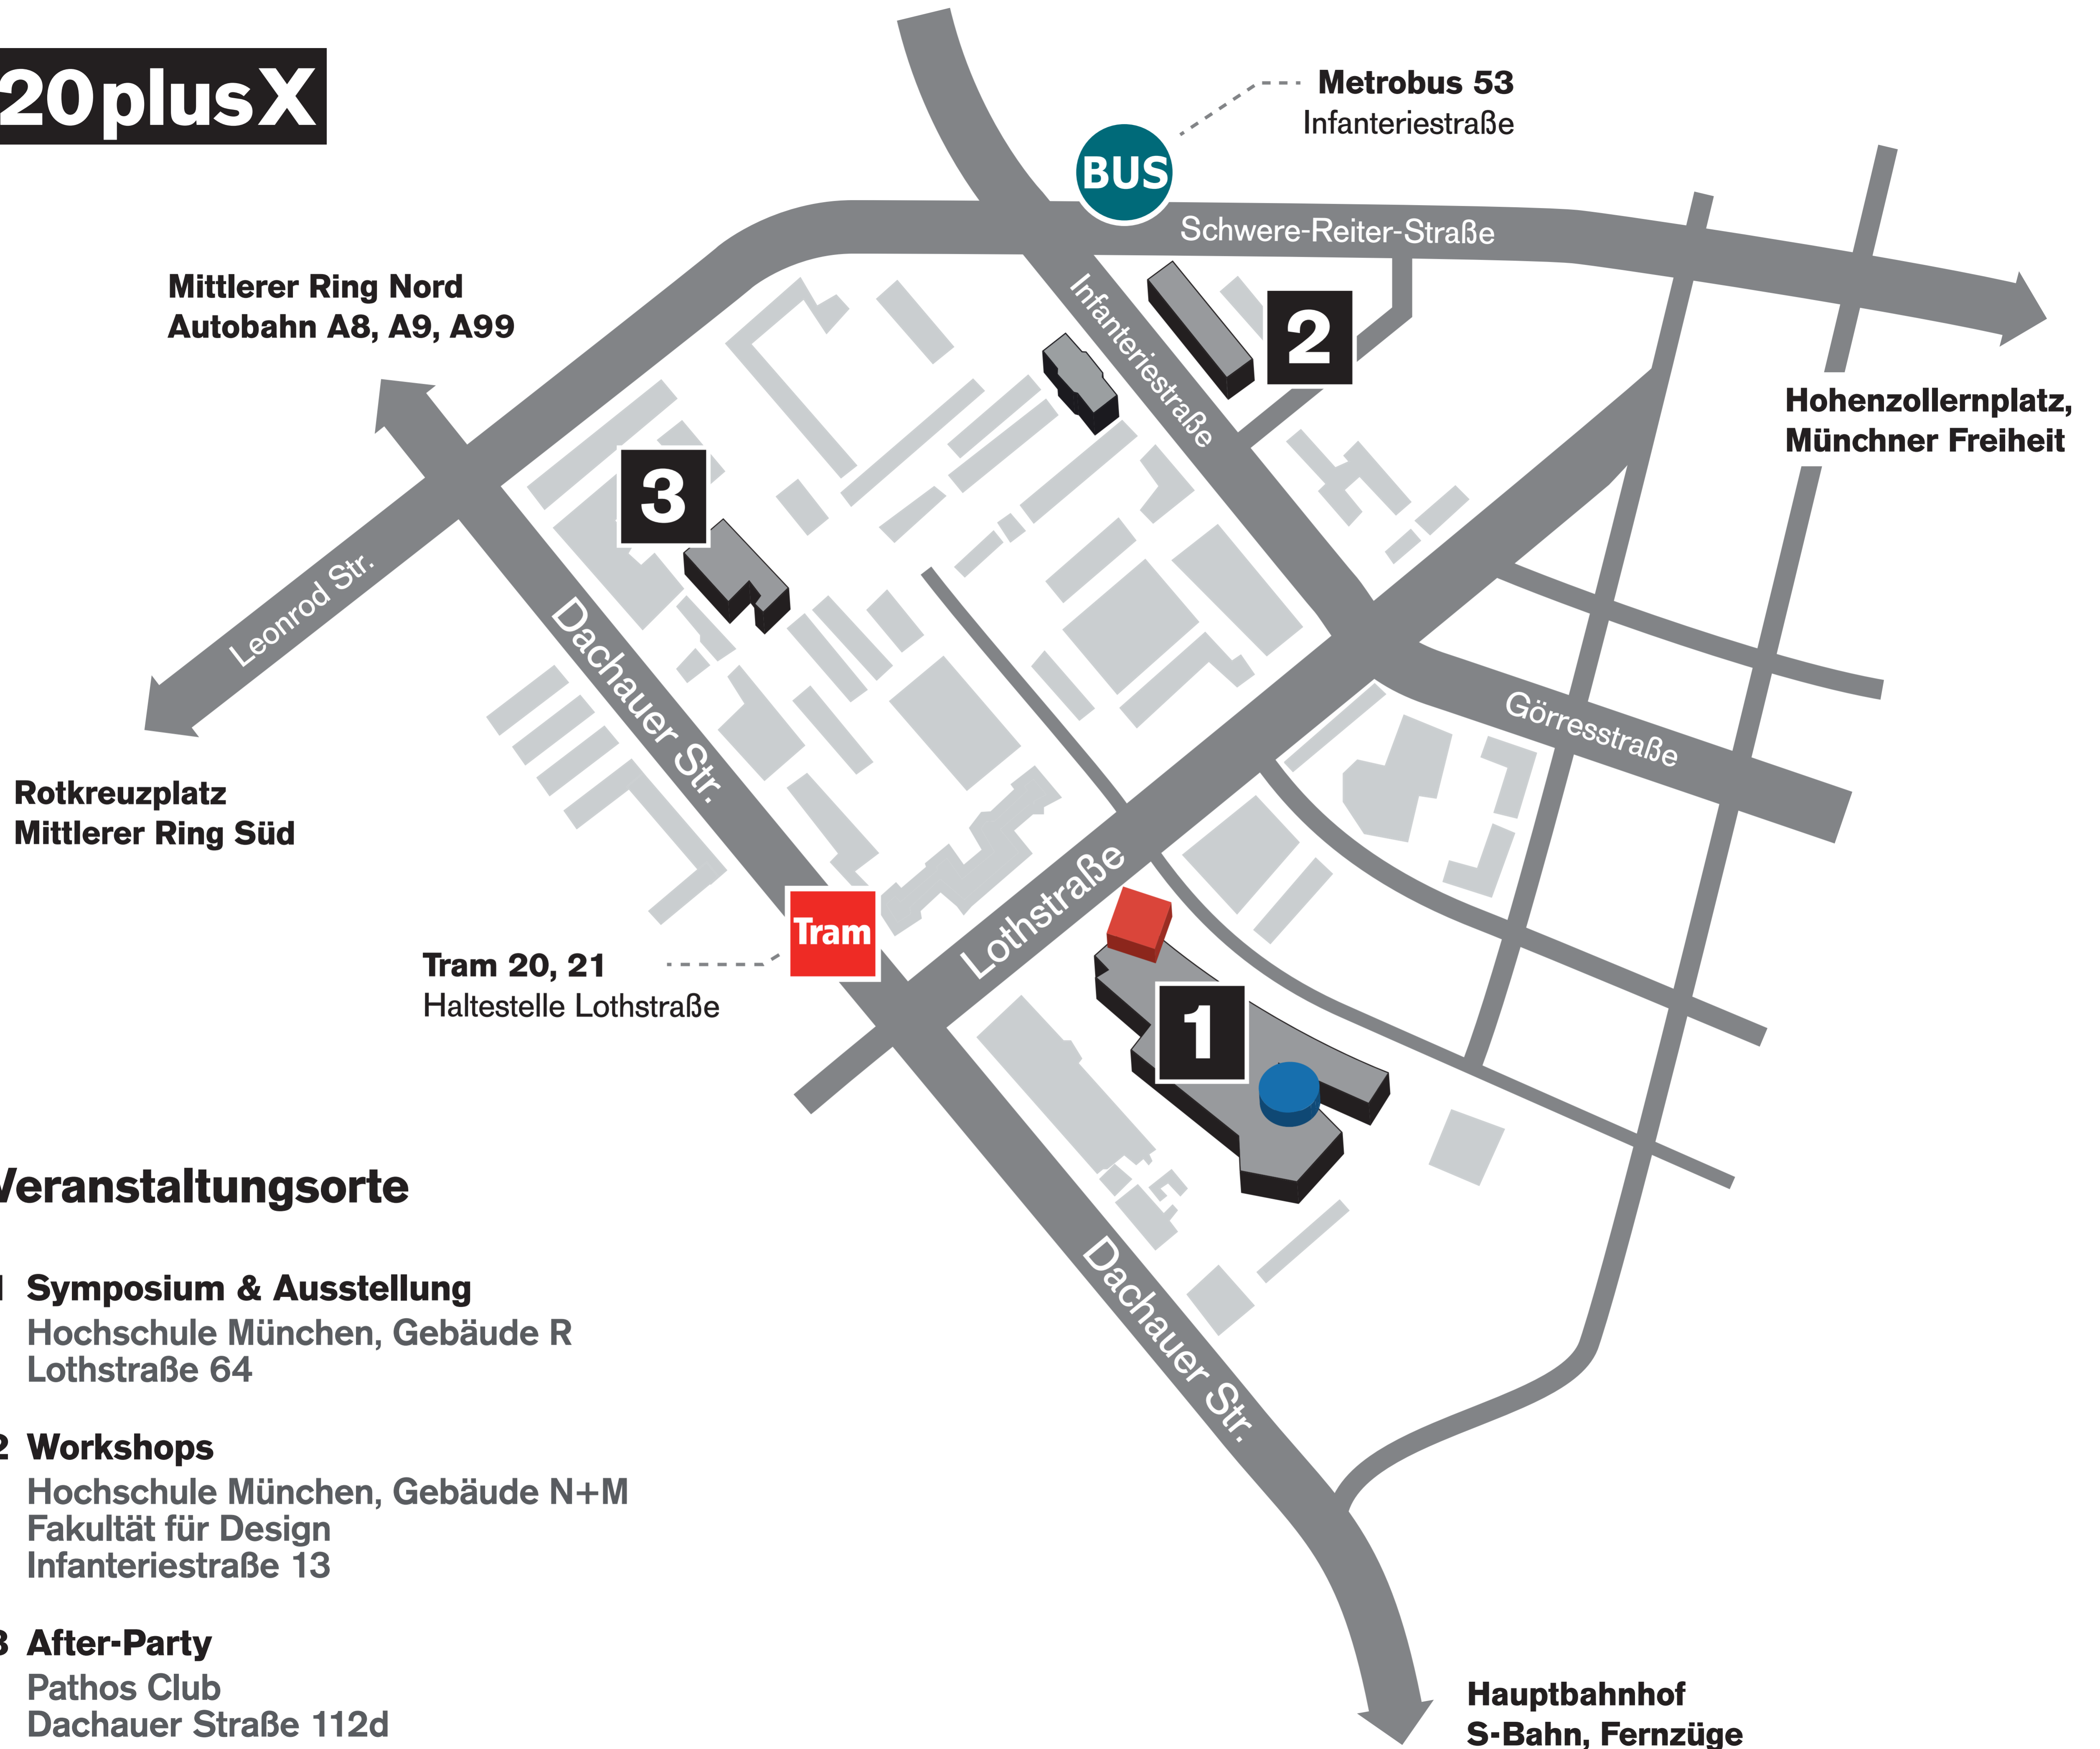 20plusX
Metrobus 53
Infanteriestraße
BUS
Schwere-Reiter-Straße
Mittlerer Ring Nord
Autobahn A8, A9, A99
Infanteriestraße
2
Hohenzollernplatz,
Münchner Freiheit
3
Leonrod Str.
Dachauer Str.
Görresstraße
Rotkreuzplatz
Mittlerer Ring Süd
Lothstraße
Tram
Tram 20, 21
Haltestelle Lothstraße
1
Dachauer Str.
Veranstaltungsorte
1 Symposium & Ausstellung
Hochschule München, Gebäude R
Lothstraße 64
2 Workshops
Hochschule München, Gebäude N+M
Fakultät für Design
Infanteriestraße 13
3 After-Party
Pathos Club
Dachauer Straße 112d
Hauptbahnhof
S-Bahn, Fernzüge